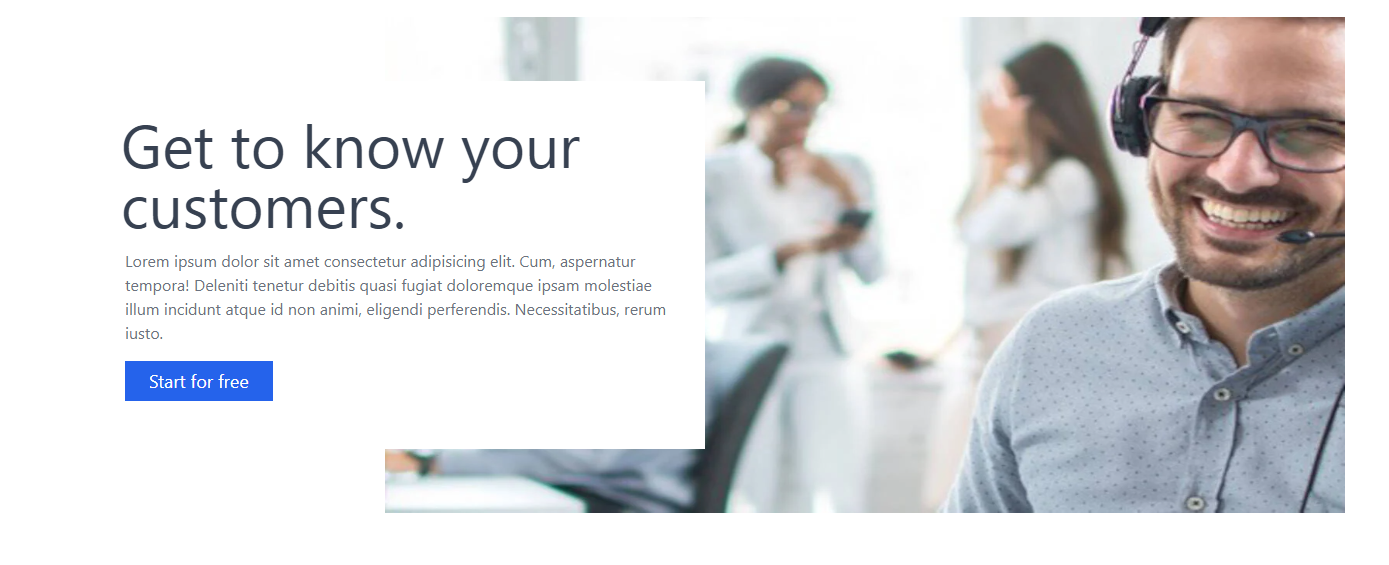 Get to know your
customers.
Lorem ipsum dolor sit amet consectetur adipisicing elit. Cum, aspernatur
tempora! Deleniti tenetur debitis quasi fugiat doloremque ipsam molestiae
illum incidunt atque id non animi, eligendi perferendis. Necessitatibus, rerum
iusto.
Start for free